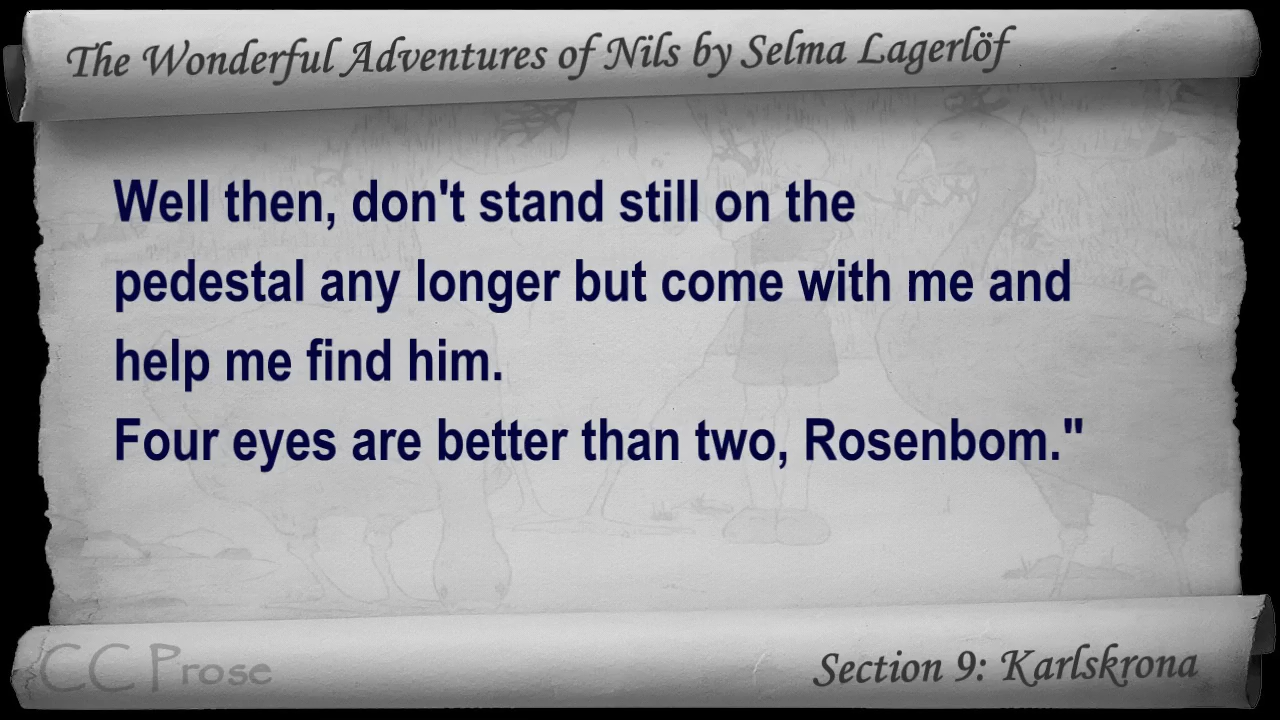 The Wonderful Adventures of Nils by Selma Lagerlöf
Well then, don't stand still on the
pedestal any longer but come with me and
help me find him.
Four eyes are better than two, Rosenbom."
CC Prose
Section 9: Karlskrona